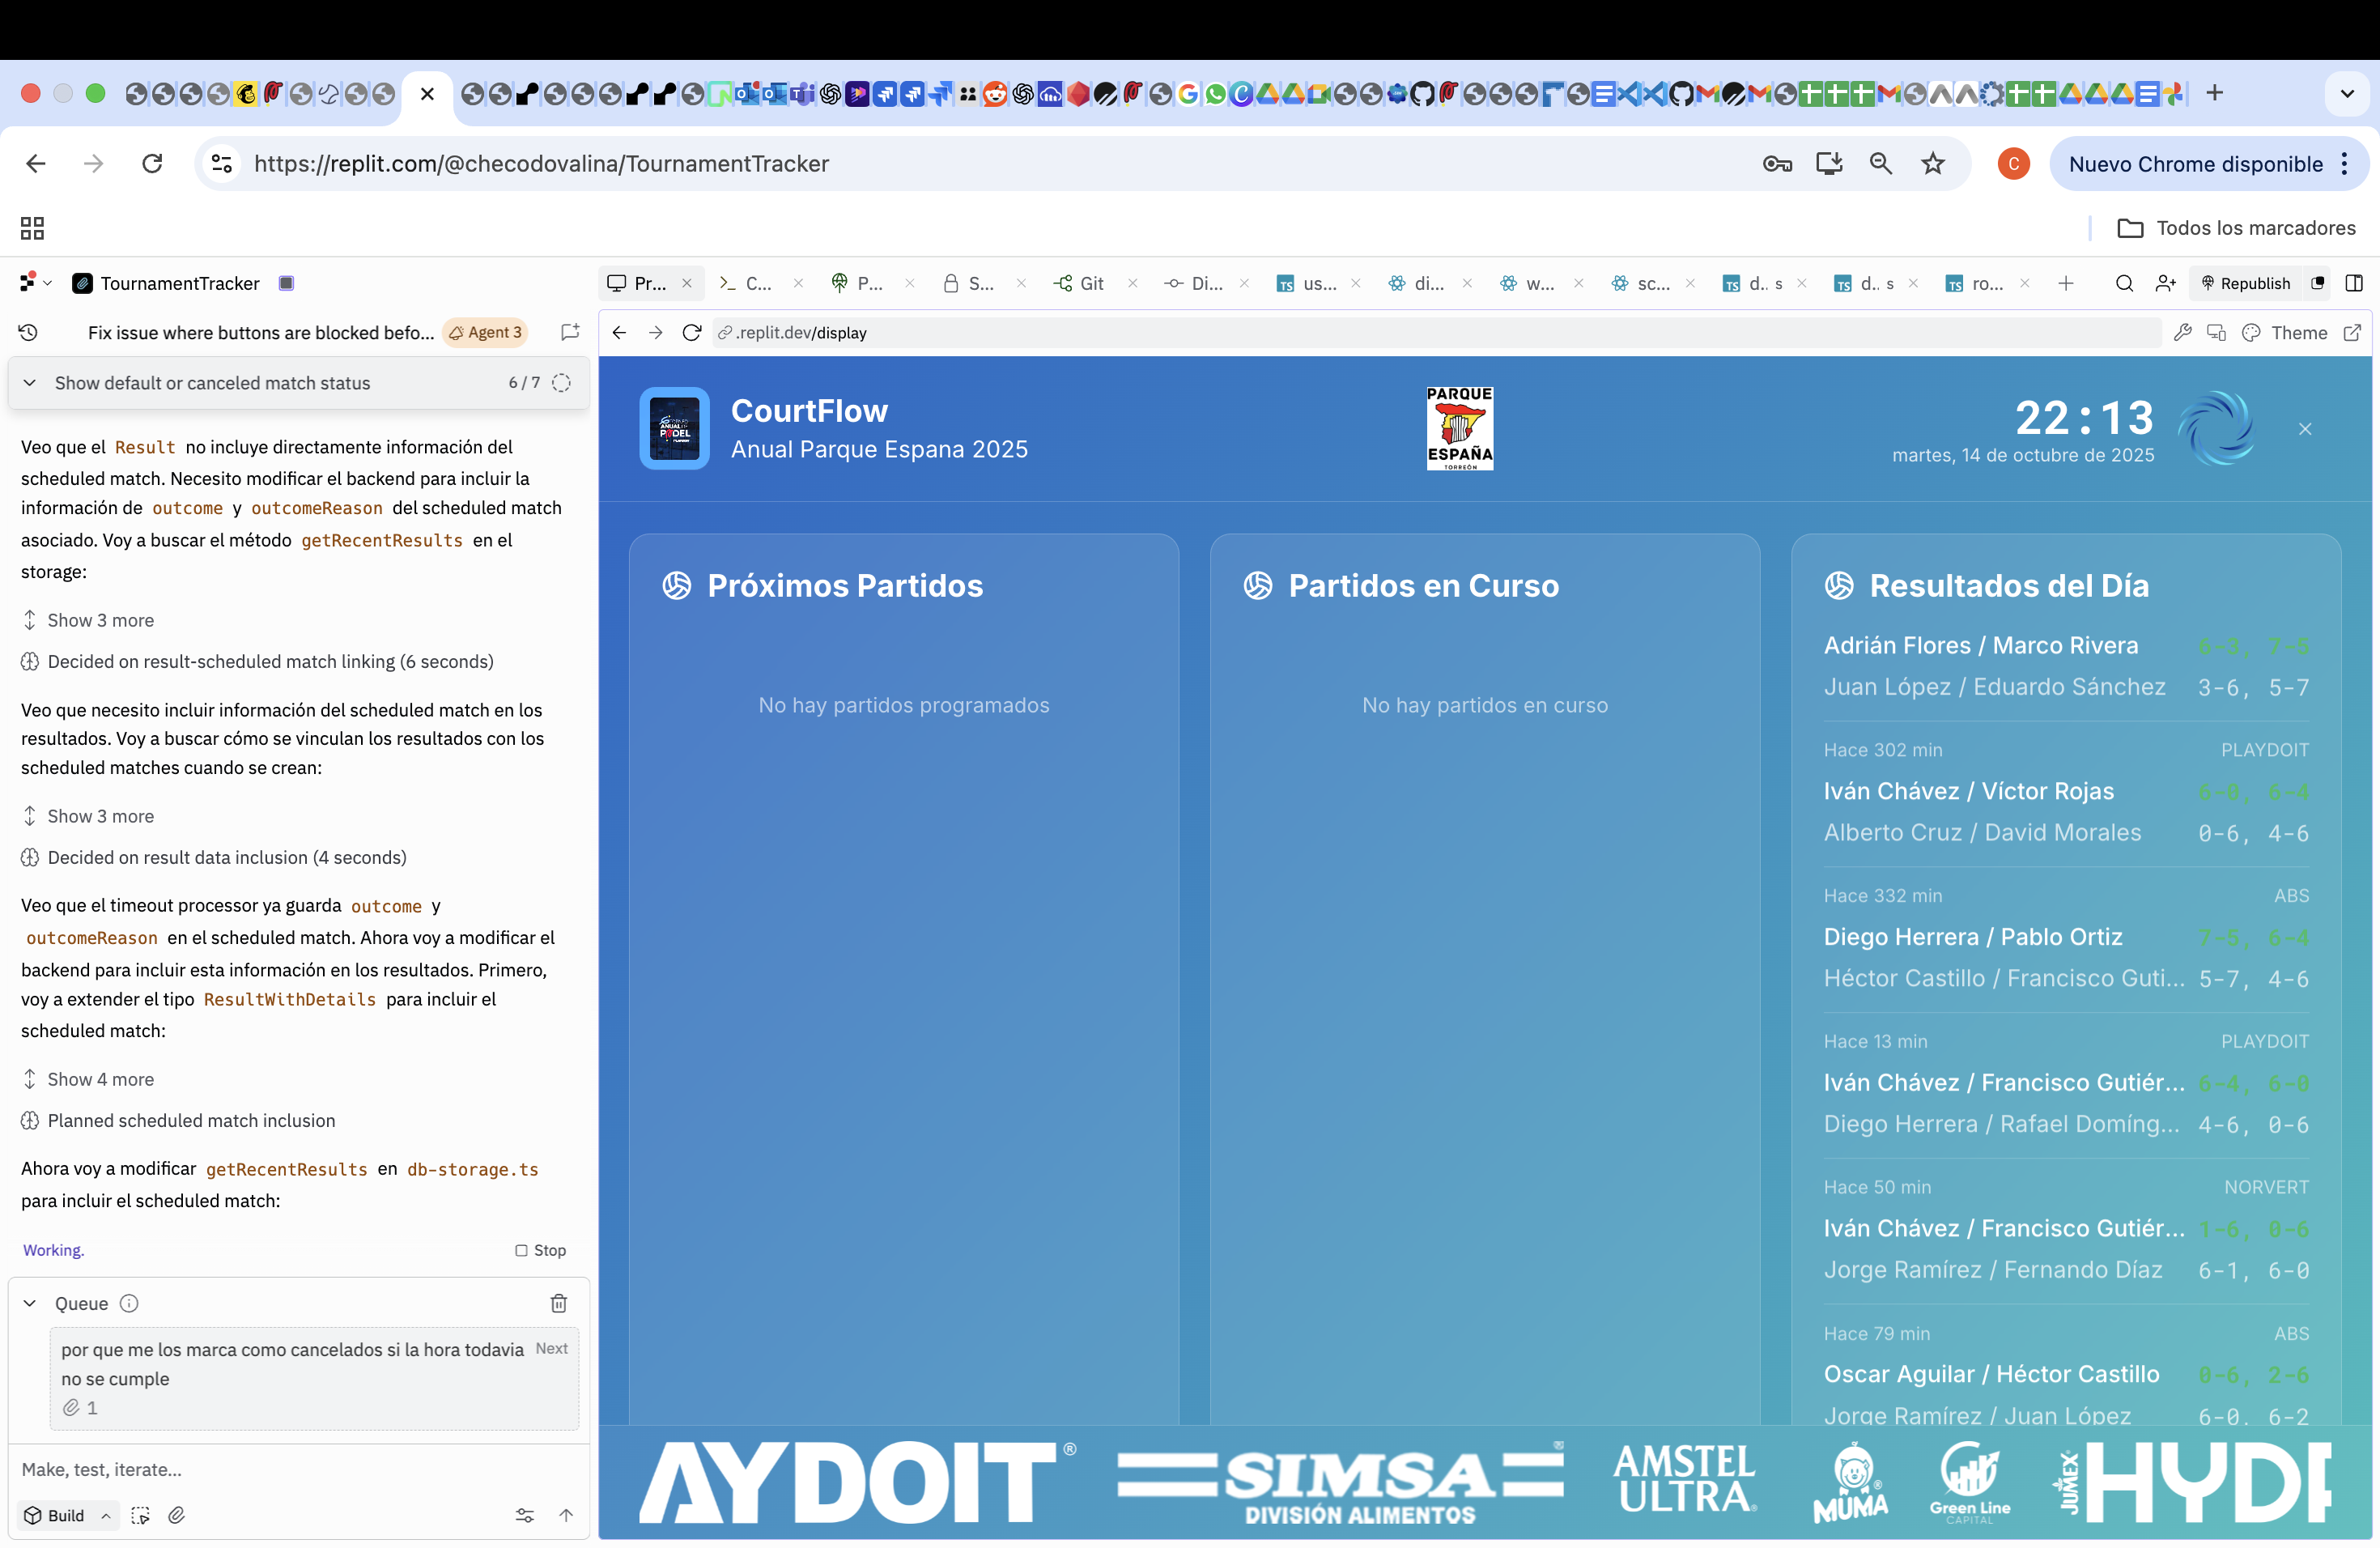 https://replit.com/@checodovalina/TournamentTracker
C
Nuevo Chrome disponible
Todos los marcadores
TournamentTracker
Pr...
C...
P...
S...
Git
Di...
us...
di...
w...
sc...
d.. s
d.. s
ro...
Republish
Fix issue where buttons are blocked befo...
Agent 3
.replit.dev/display
Theme
Show default or canceled match status
6 / 7
Veo que el Result no incluye directamente información del
scheduled match. Necesito modificar el backend para incluir la
información de outcome y outcomeReason del scheduled match
asociado. Voy a buscar el método getRecentResults en el
storage:
Show 3 more
Decided on result-scheduled match linking (6 seconds)
Veo que necesito incluir información del scheduled match en los
resultados. Voy a buscar cómo se vinculan los resultados con los
scheduled matches cuando se crean:
Show 3 more
Decided on result data inclusion (4 seconds)
Veo que el timeout processor ya guarda outcome y
outcomeReason en el scheduled match. Ahora voy a modificar el
backend para incluir esta información en los resultados. Primero,
voy a extender el tipo ResultWithDetails para incluir el
scheduled match:
Show 4 more
Planned scheduled match inclusion
Ahora voy a modificar getRecentResults en db-storage.ts
para incluir el scheduled match:
Working.
Stop
Queue
por que me los marca como cancelados si la hora todavia
no se cumple
Next
1
Make, test, iterate...
Build
ANUAL
CourtFlow
Anual Parque Espana 2025
PARQUE
ESPAÑA
TORREÓN
22:13
martes, 14 de octubre de 2025
Próximos Partidos
No hay partidos programados
Partidos en Curso
No hay partidos en curso
Resultados del Día
Adrián Flores / Marco Rivera 6-3, 7-5
Juan López / Eduardo Sánchez 3-6, 5-7
Hace 302 min PLAYDOIT
Iván Chávez / Víctor Rojas 6-0, 6-4
Alberto Cruz / David Morales 0-6, 4-6
Hace 332 min ABS
Diego Herrera / Pablo Ortiz 7-5, 6-4
Héctor Castillo / Francisco Guti... 5-7, 4-6
Hace 13 min PLAYDOIT
Iván Chávez / Francisco Gutiér... 6-4, 6-0
Diego Herrera / Rafael Domíng... 4-6, 0-6
Hace 50 min NORVERT
Iván Chávez / Francisco Gutiér... 1-6, 0-6
Jorge Ramírez / Fernando Díaz 6-1, 6-0
Hace 79 min ABS
Oscar Aguilar / Héctor Castillo 0-6, 2-6
Jorge Ramírez / Juan López 6-0, 6-2
AYDOIT®
SIMSA
DIVISIÓN ALIMENTOS
AMSTEL
ULTRA
MUMA
Green Line
CAPITAL
JUMEX
HYD